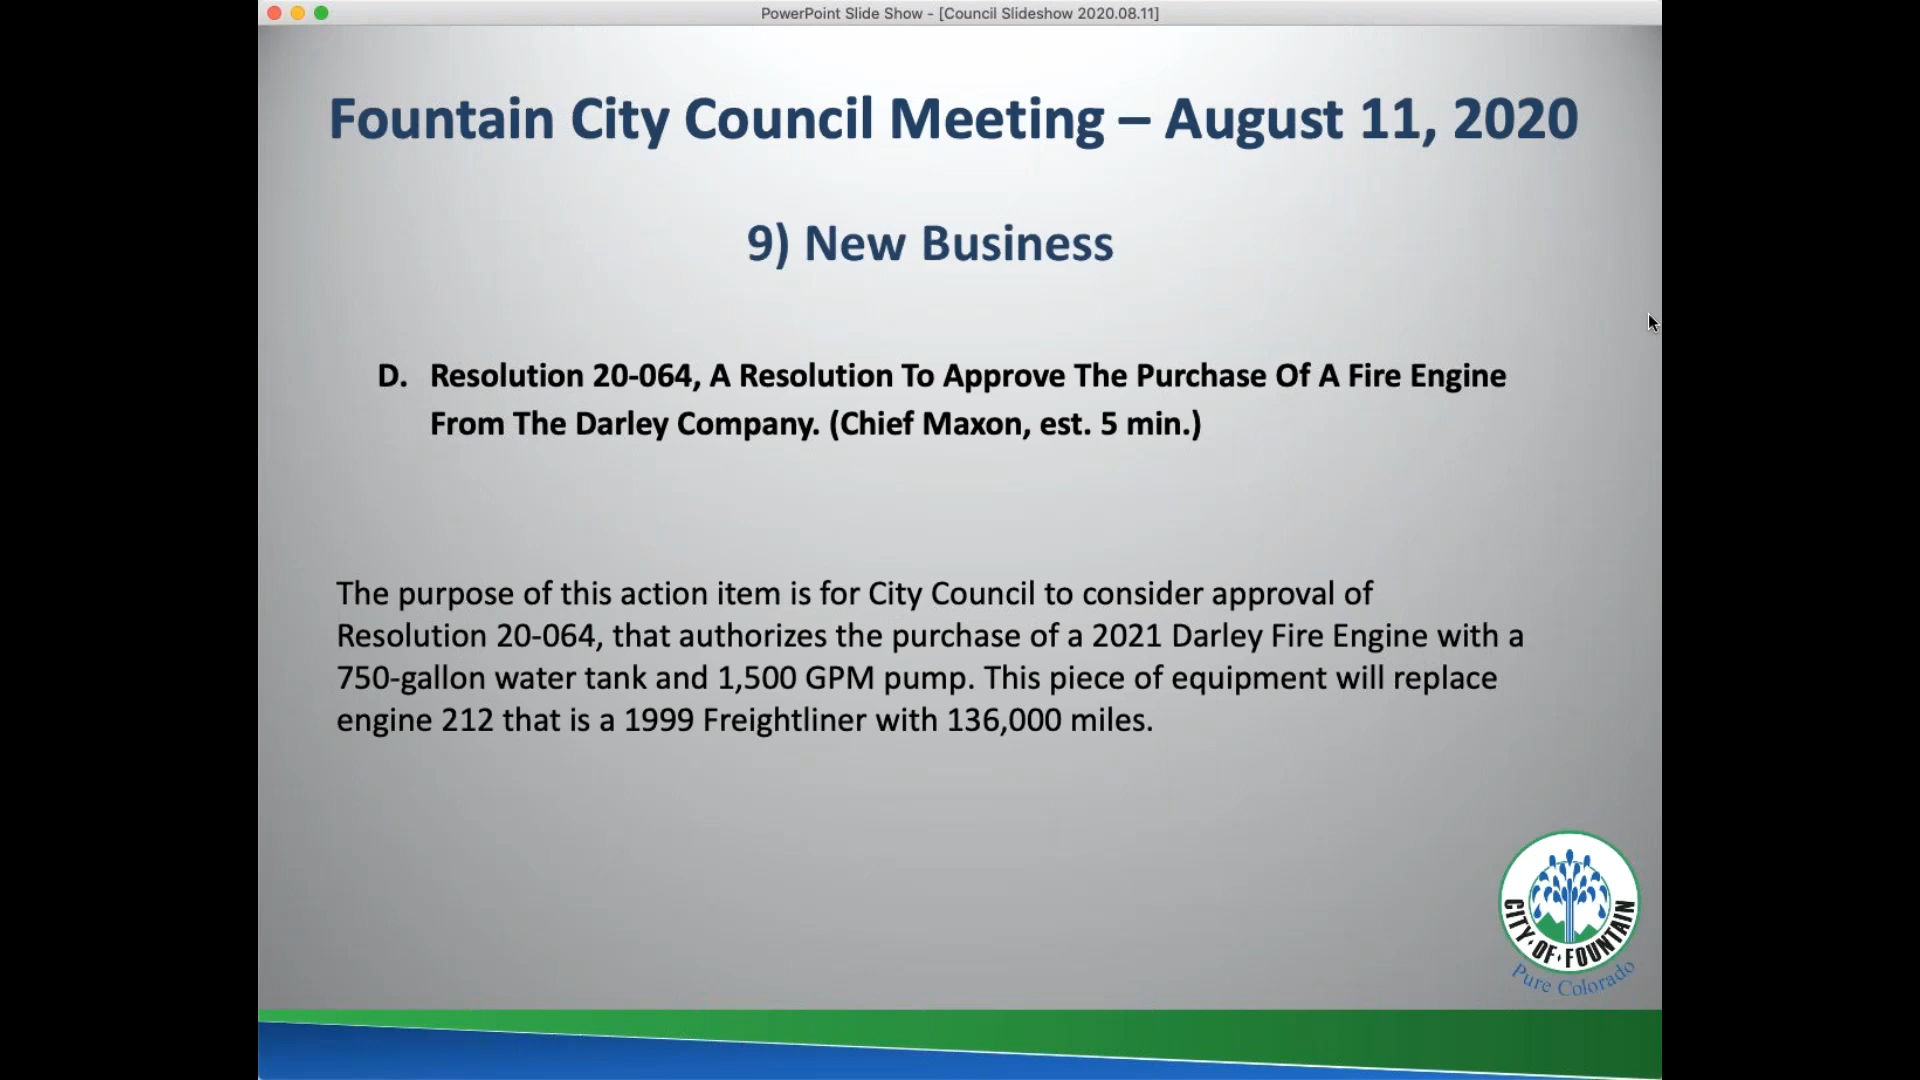 PowerPoint Slide Show - [Council Slideshow 2020.08.11]
Fountain City Council Meeting – August 11, 2020
9) New Business
D. Resolution 20-064, A Resolution To Approve The Purchase Of A Fire Engine
From The Darley Company. (Chief Maxon, est. 5 min.)
The purpose of this action item is for City Council to consider approval of
Resolution 20-064, that authorizes the purchase of a 2021 Darley Fire Engine with a
750-gallon water tank and 1,500 GPM pump. This piece of equipment will replace
engine 212 that is a 1999 Freightliner with 136,000 miles.
CITY·OF·FOUNTAIN
Pure Colorado